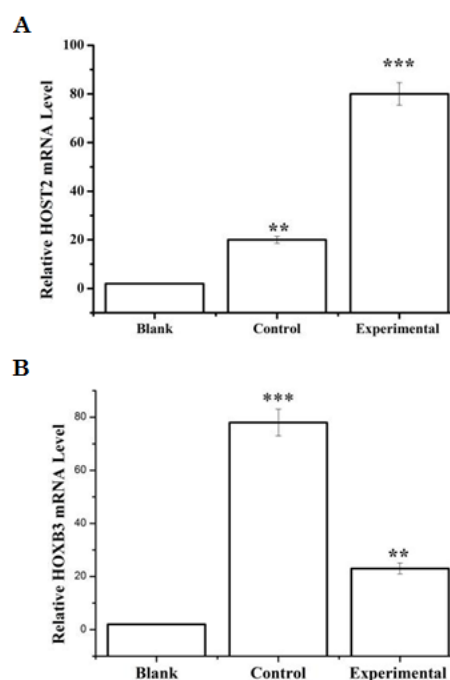 A
Relative HOST2 mRNA Level
100
80
60
40
20
0
**
***
Blank Control Experimental
B
Relative HOXB3 mRNA Level
80
60
40
20
0
***
**
Blank Control Experimental